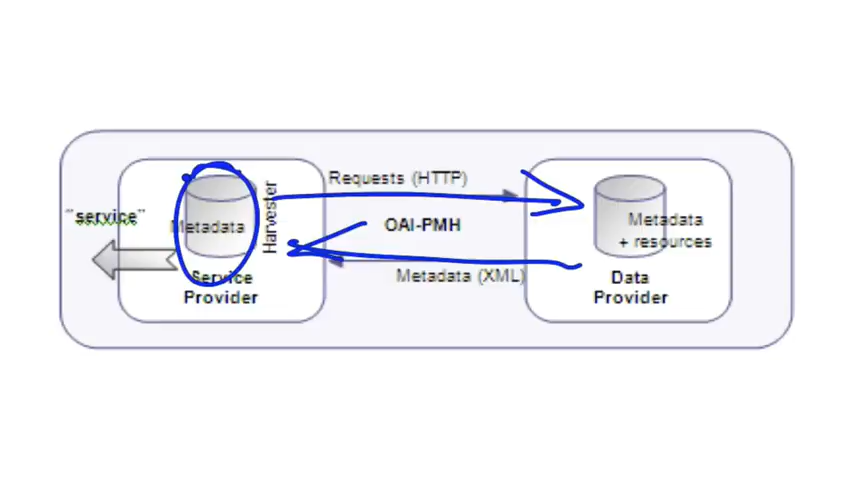 Requests (HTTP)
"service"
Metadata
Harvester
OAI-PMH
Metadata
+ resources
Metadata (XML)
Service
Provider
Data
Provider